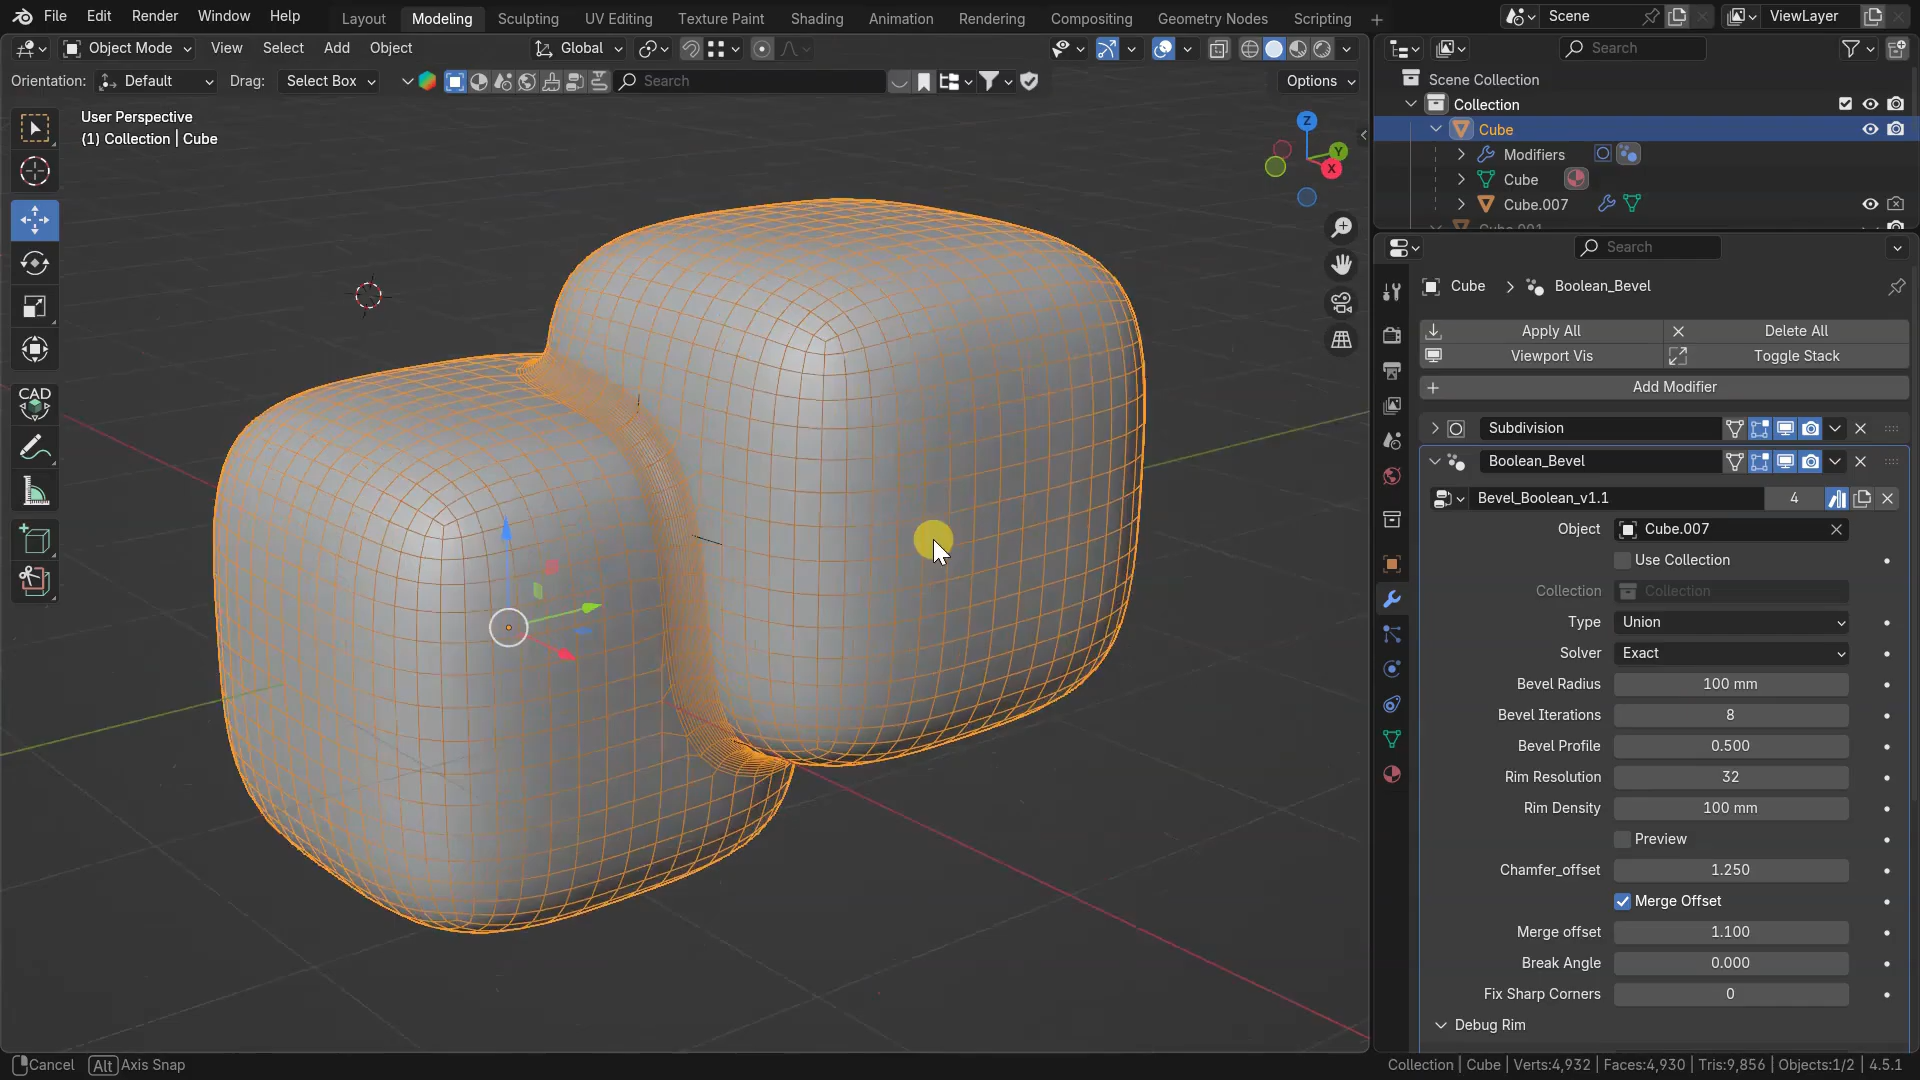 File Edit Render Window Help
Layout Modeling Sculpting UV Editing Texture Paint Shading Animation Rendering Compositing Geometry Nodes Scripting
Scene
ViewLayer
Object Mode View Select Add Object
Global
Search
Orientation: Default Drag: Select Box
Search
Options
User Perspective
(1) Collection | Cube
Z
Y
X
CAD
Scene Collection
Collection
Cube
Modifiers
Cube
Cube.007
Search
Cube > Boolean_Bevel
Apply All
Delete All
Viewport Vis
Toggle Stack
Add Modifier
Subdivision
Boolean_Bevel
Bevel_Boolean_v1.1 4
Object Cube.007
Use Collection
Collection Collection
Type Union
Solver Exact
Bevel Radius 100 mm
Bevel Iterations 8
Bevel Profile 0.500
Rim Resolution 32
Rim Density 100 mm
Preview
Chamfer_offset 1.250
Merge Offset
Merge offset 1.100
Break Angle 0.000
Fix Sharp Corners 0
Debug Rim
Cancel Alt Axis Snap
Collection | Cube | Verts:4,932 | Faces:4,930 | Tris:9,856 | Objects:1/2 | 4.5.1